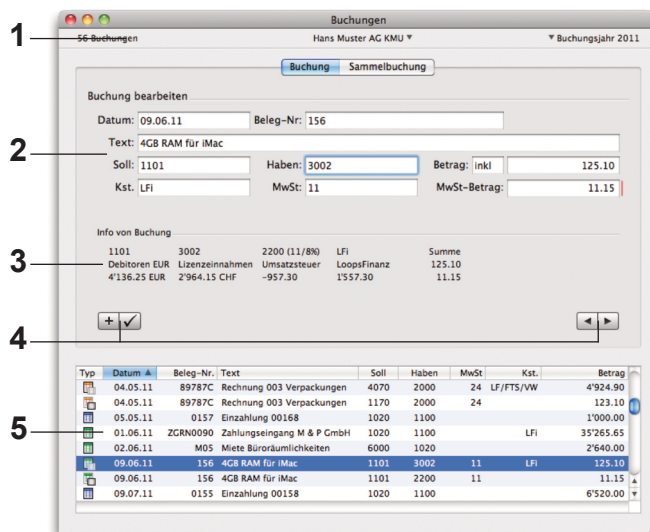 Buchungen
1
56 Buchungen Hans Muster AG KMU ▼ ▼ Buchungsjahr 2011
Buchung Sammelbuchung
Buchung bearbeiten
Datum: 09.06.11 Beleg-Nr: 156
2
Text: 4GB RAM für iMac
Soll: 1101 Haben: 3002 Betrag: inkl 125.10
Kst. LFi MwSt: 11 MwSt-Betrag: 11.15
Info von Buchung
1101 3002 2200 (11/8%) LFi Summe
3
Debitoren EUR Lizenzeinnahmen Umsatzsteuer LoopsFinanz 125.10
4'136.25 EUR 2'964.15 CHF -957.30 1'557.30 11.15
4
Typ Datum ▲ Beleg-Nr. Text Soll Haben MwSt Kst. Betrag
04.05.11 89787C Rechnung 003 Verpackungen 4070 2000 24 LF/FTS/VW 4'924.90
04.05.11 89787C Rechnung 003 Verpackungen 1170 2000 24 123.10
05.05.11 0157 Einzahlung 00168 1020 1100 1'000.00
5
01.06.11 ZGRN0090 Zahlungseingang M & P GmbH 1020 1100 LFi 35'265.65
02.06.11 M05 Miete Büroräumlichkeiten 6000 1020 2'640.00
09.06.11 156 4GB RAM für iMac 1101 3002 11 LFi 125.10
09.06.11 156 4GB RAM für iMac 1101 2200 11 11.15
09.07.11 0155 Einzahlung 00158 1020 1100 6'520.00